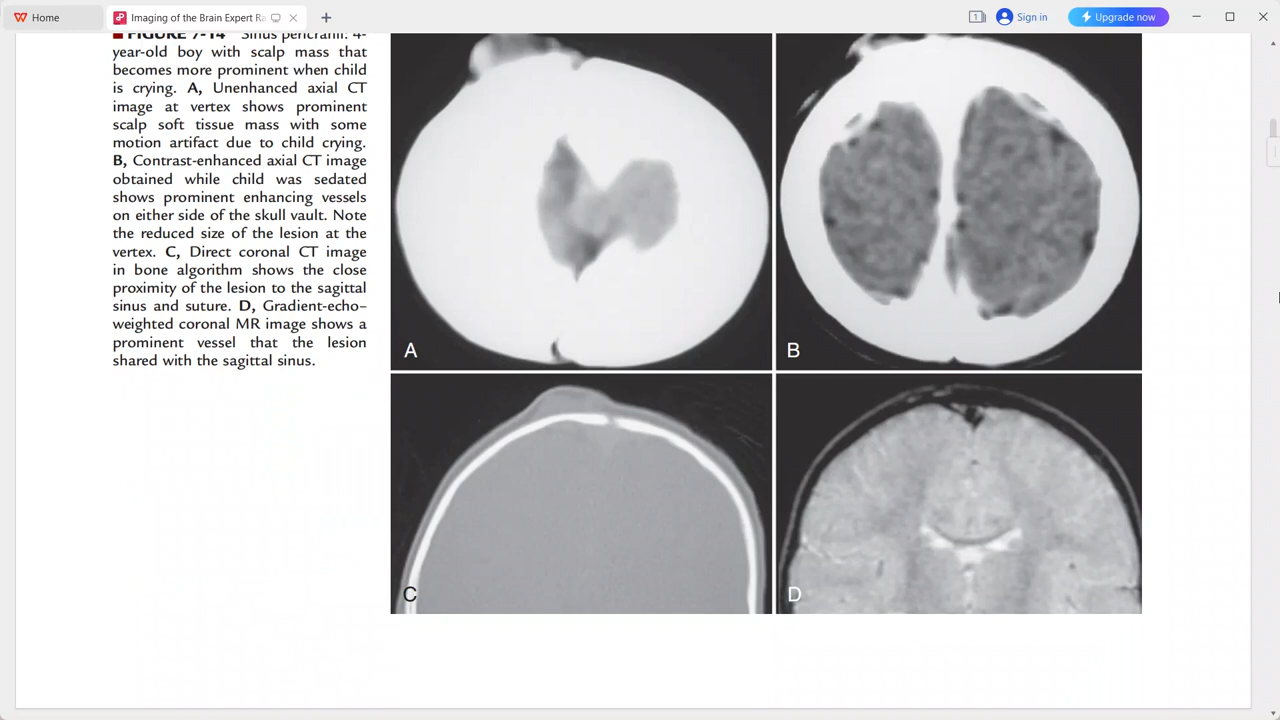 Home
Imaging of the Brain Expert Ra
Sign in
Upgrade now
FIGURE 7-14 Sinus pericranii: 4-
year-old boy with scalp mass that
becomes more prominent when child
is crying. A, Unenhanced axial CT
image at vertex shows prominent
scalp soft tissue mass with some
motion artifact due to child crying.
B, Contrast-enhanced axial CT image
obtained while child was sedated
shows prominent enhancing vessels
on either side of the skull vault. Note
the reduced size of the lesion at the
vertex. C, Direct coronal CT image
in bone algorithm shows the close
proximity of the lesion to the sagittal
sinus and suture. D, Gradient-echo–
weighted coronal MR image shows a
prominent vessel that the lesion
shared with the sagittal sinus.
A
B
C
D